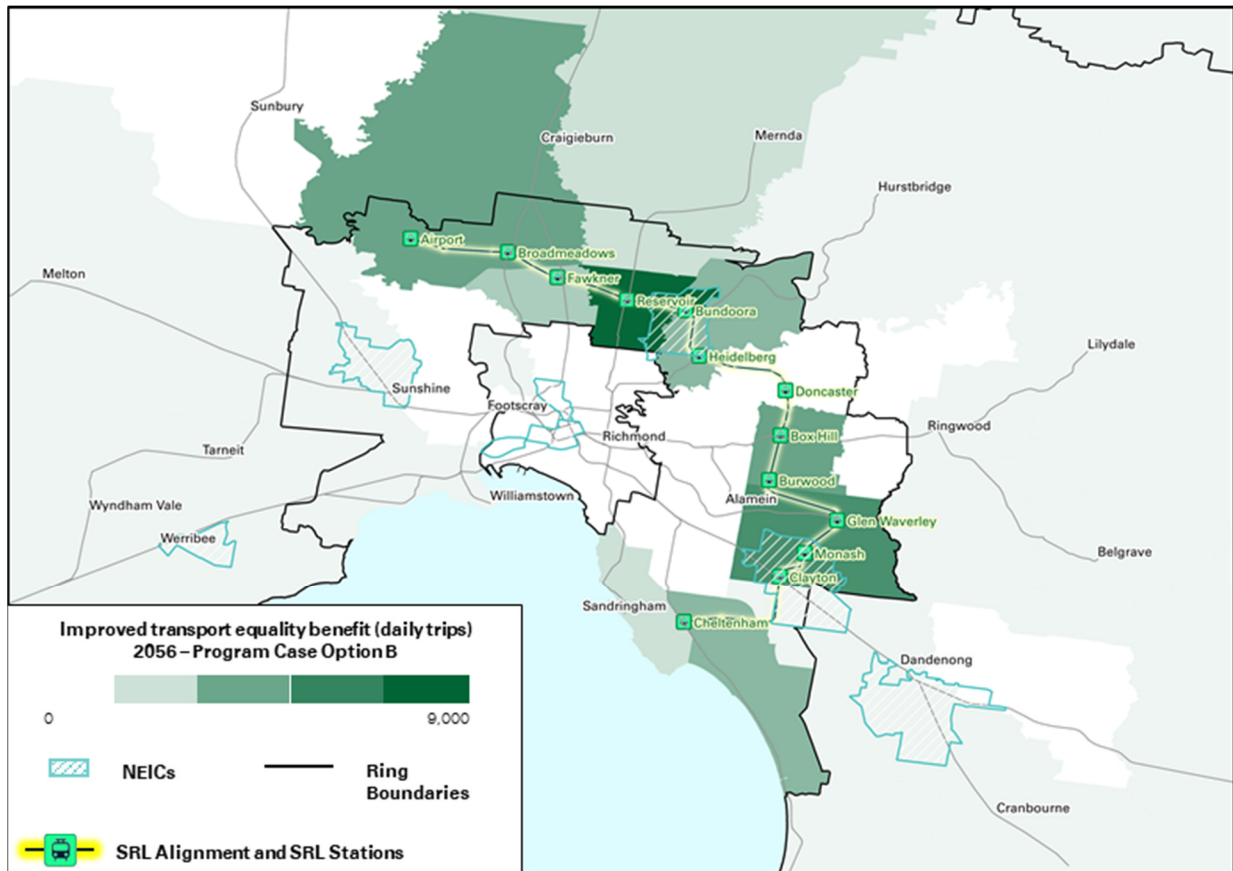 Sunbury
Craigieburn
Mernda
Hurstbridge
Airport
Broadmeadows
Melton
Fawkner
Reservoir
Bundoora
Lilydale
Heidelberg
Sunshine
Doncaster
Footscray
Richmond
Box Hill
Ringwood
Tarneit
Burwood
Williamstown
Alamein
Wyndham Vale
Glen Waverley
Werribee
Monash
Belgrave
Clayton
Sandringham
Cheltenham
Dandenong
Cranbourne
Improved transport equality benefit (daily trips)
2056 – Program Case Option B
0 9,000
NEICs
Ring
Boundaries
SRL Alignment and SRL Stations